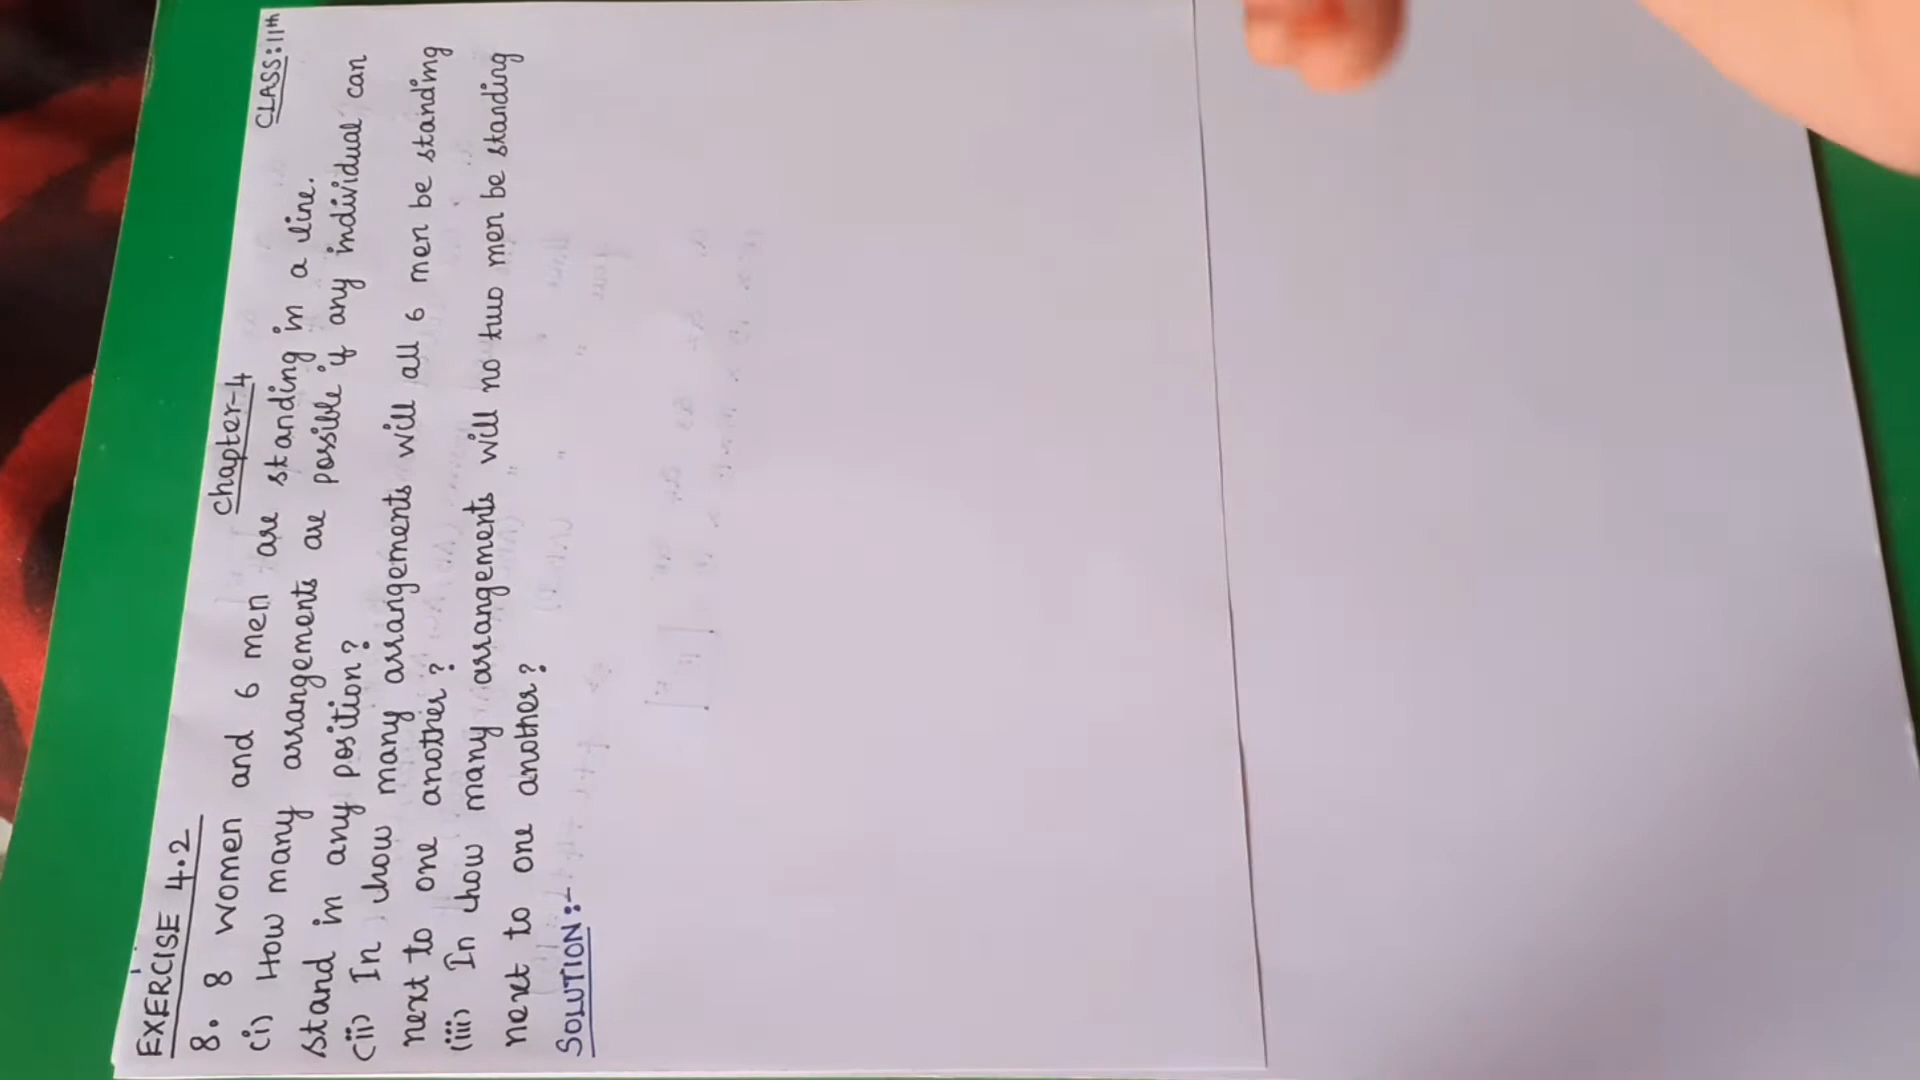 EXERCISE 4.2
Chapter-4
CLASS: 11th
8. 8 women and 6 men are standing in a line.
(i) How many arrangements are possible if any individual can
stand in any position?
(ii) In how many arrangements will all 6 men be standing
next to one another?
(iii) In how many arrangements will no two men be standing
next to one another?
SOLUTION:-